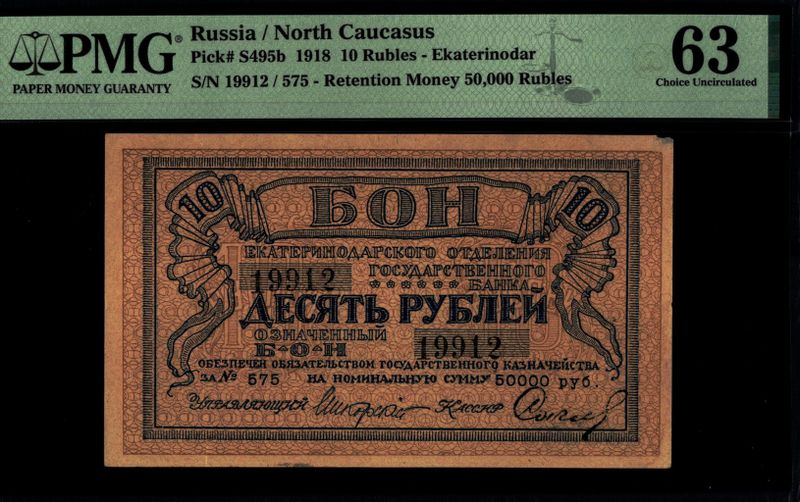 PMG®
PAPER MONEY GUARANTY
Russia / North Caucasus
Pick# S495b 1918 10 Rubles - Ekaterinodar
S/N 19912 / 575 - Retention Money 50,000 Rubles
63
Choice Uncirculated
10 БОН 10
ЕКАТЕРИНОДАРСКОГО ОТДЕЛЕНИЯ
ГОСУДАРСТВЕННОГО
19912
БАНКА
ДЕСЯТЬ РУБЛЕЙ
ОЗНАЧЕННЫЙ
Б-О-Н
19912
ОБЕЗПЕЧЕН ОБЯЗАТЕЛЬСТВОМ ГОСУДАРСТВЕННОГО КАЗНАЧЕЙСТВА
ЗА № 575 НА НОМИНАЛЬНУЮ СУММУ 50000 руб.
Управляющий Кассир